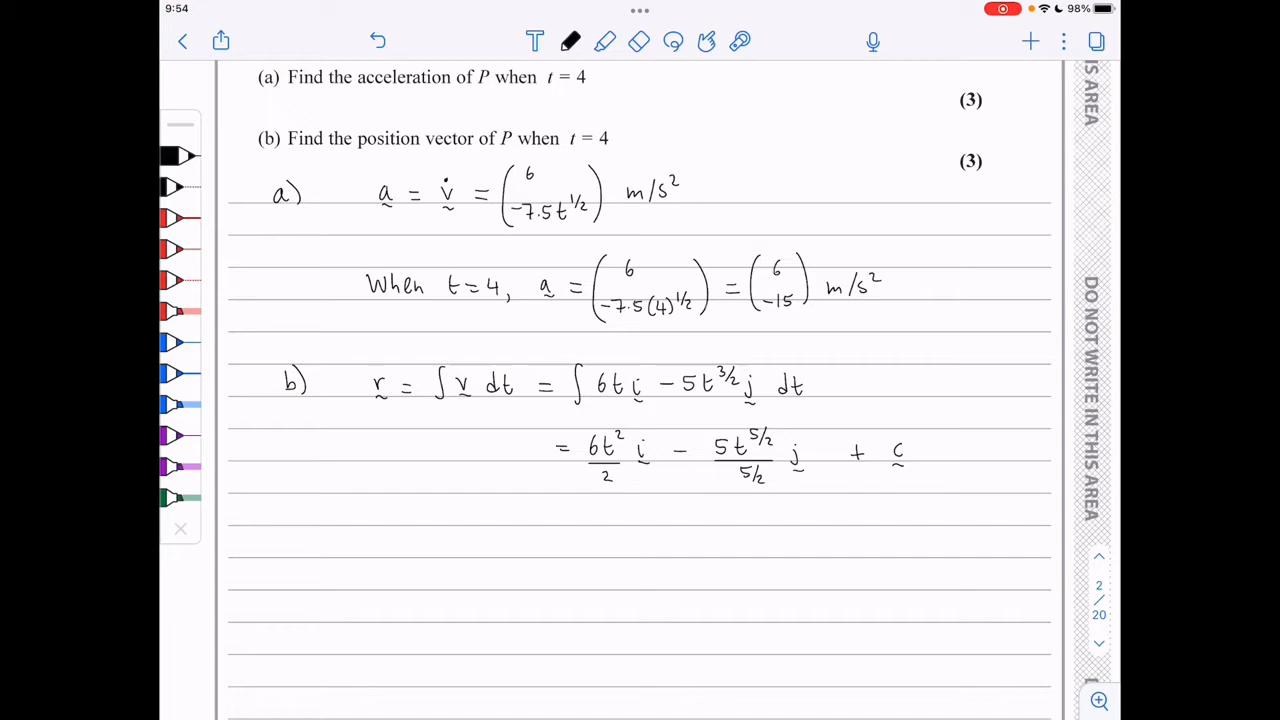 9:54
98%
(a) Find the acceleration of P when t = 4
(3)
(b) Find the position vector of P when t = 4
(3)
a) a = v̇ = ( 6 / -7.5t^1/2 ) m/s²
When t=4, a = ( 6 / -7.5(4)^1/2 ) = ( 6 / -15 ) m/s²
b) r = ∫ v dt = ∫ 6t i - 5t^3/2 j dt
= 6t²/2 i - 5t^5/2 / 5/2 j + c
IS AREA
DO NOT WRITE IN THIS AREA
2
/
20